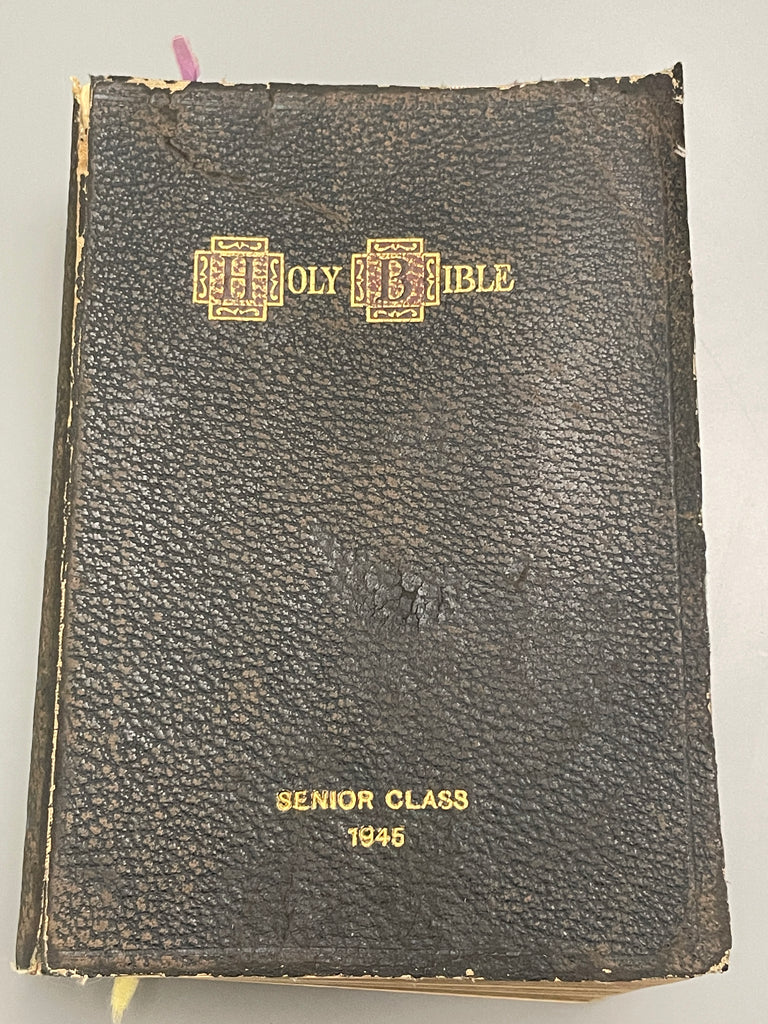 HOLY BIBLE
SENIOR CLASS
1945